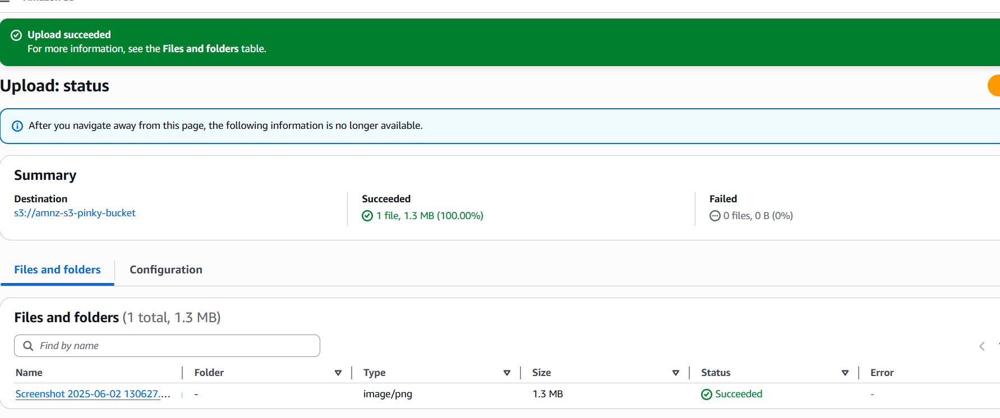 Upload succeeded
For more information, see the Files and folders table.
Upload: status
After you navigate away from this page, the following information is no longer available.
Summary
Destination
s3://amnz-s3-pinky-bucket
Succeeded
1 file, 1.3 MB (100.00%)
Failed
0 files, 0 B (0%)
Files and folders
Configuration
Files and folders (1 total, 1.3 MB)
Find by name
Name Folder Type Size Status Error
Screenshot 2025-06-02 130627.... - image/png 1.3 MB Succeeded -